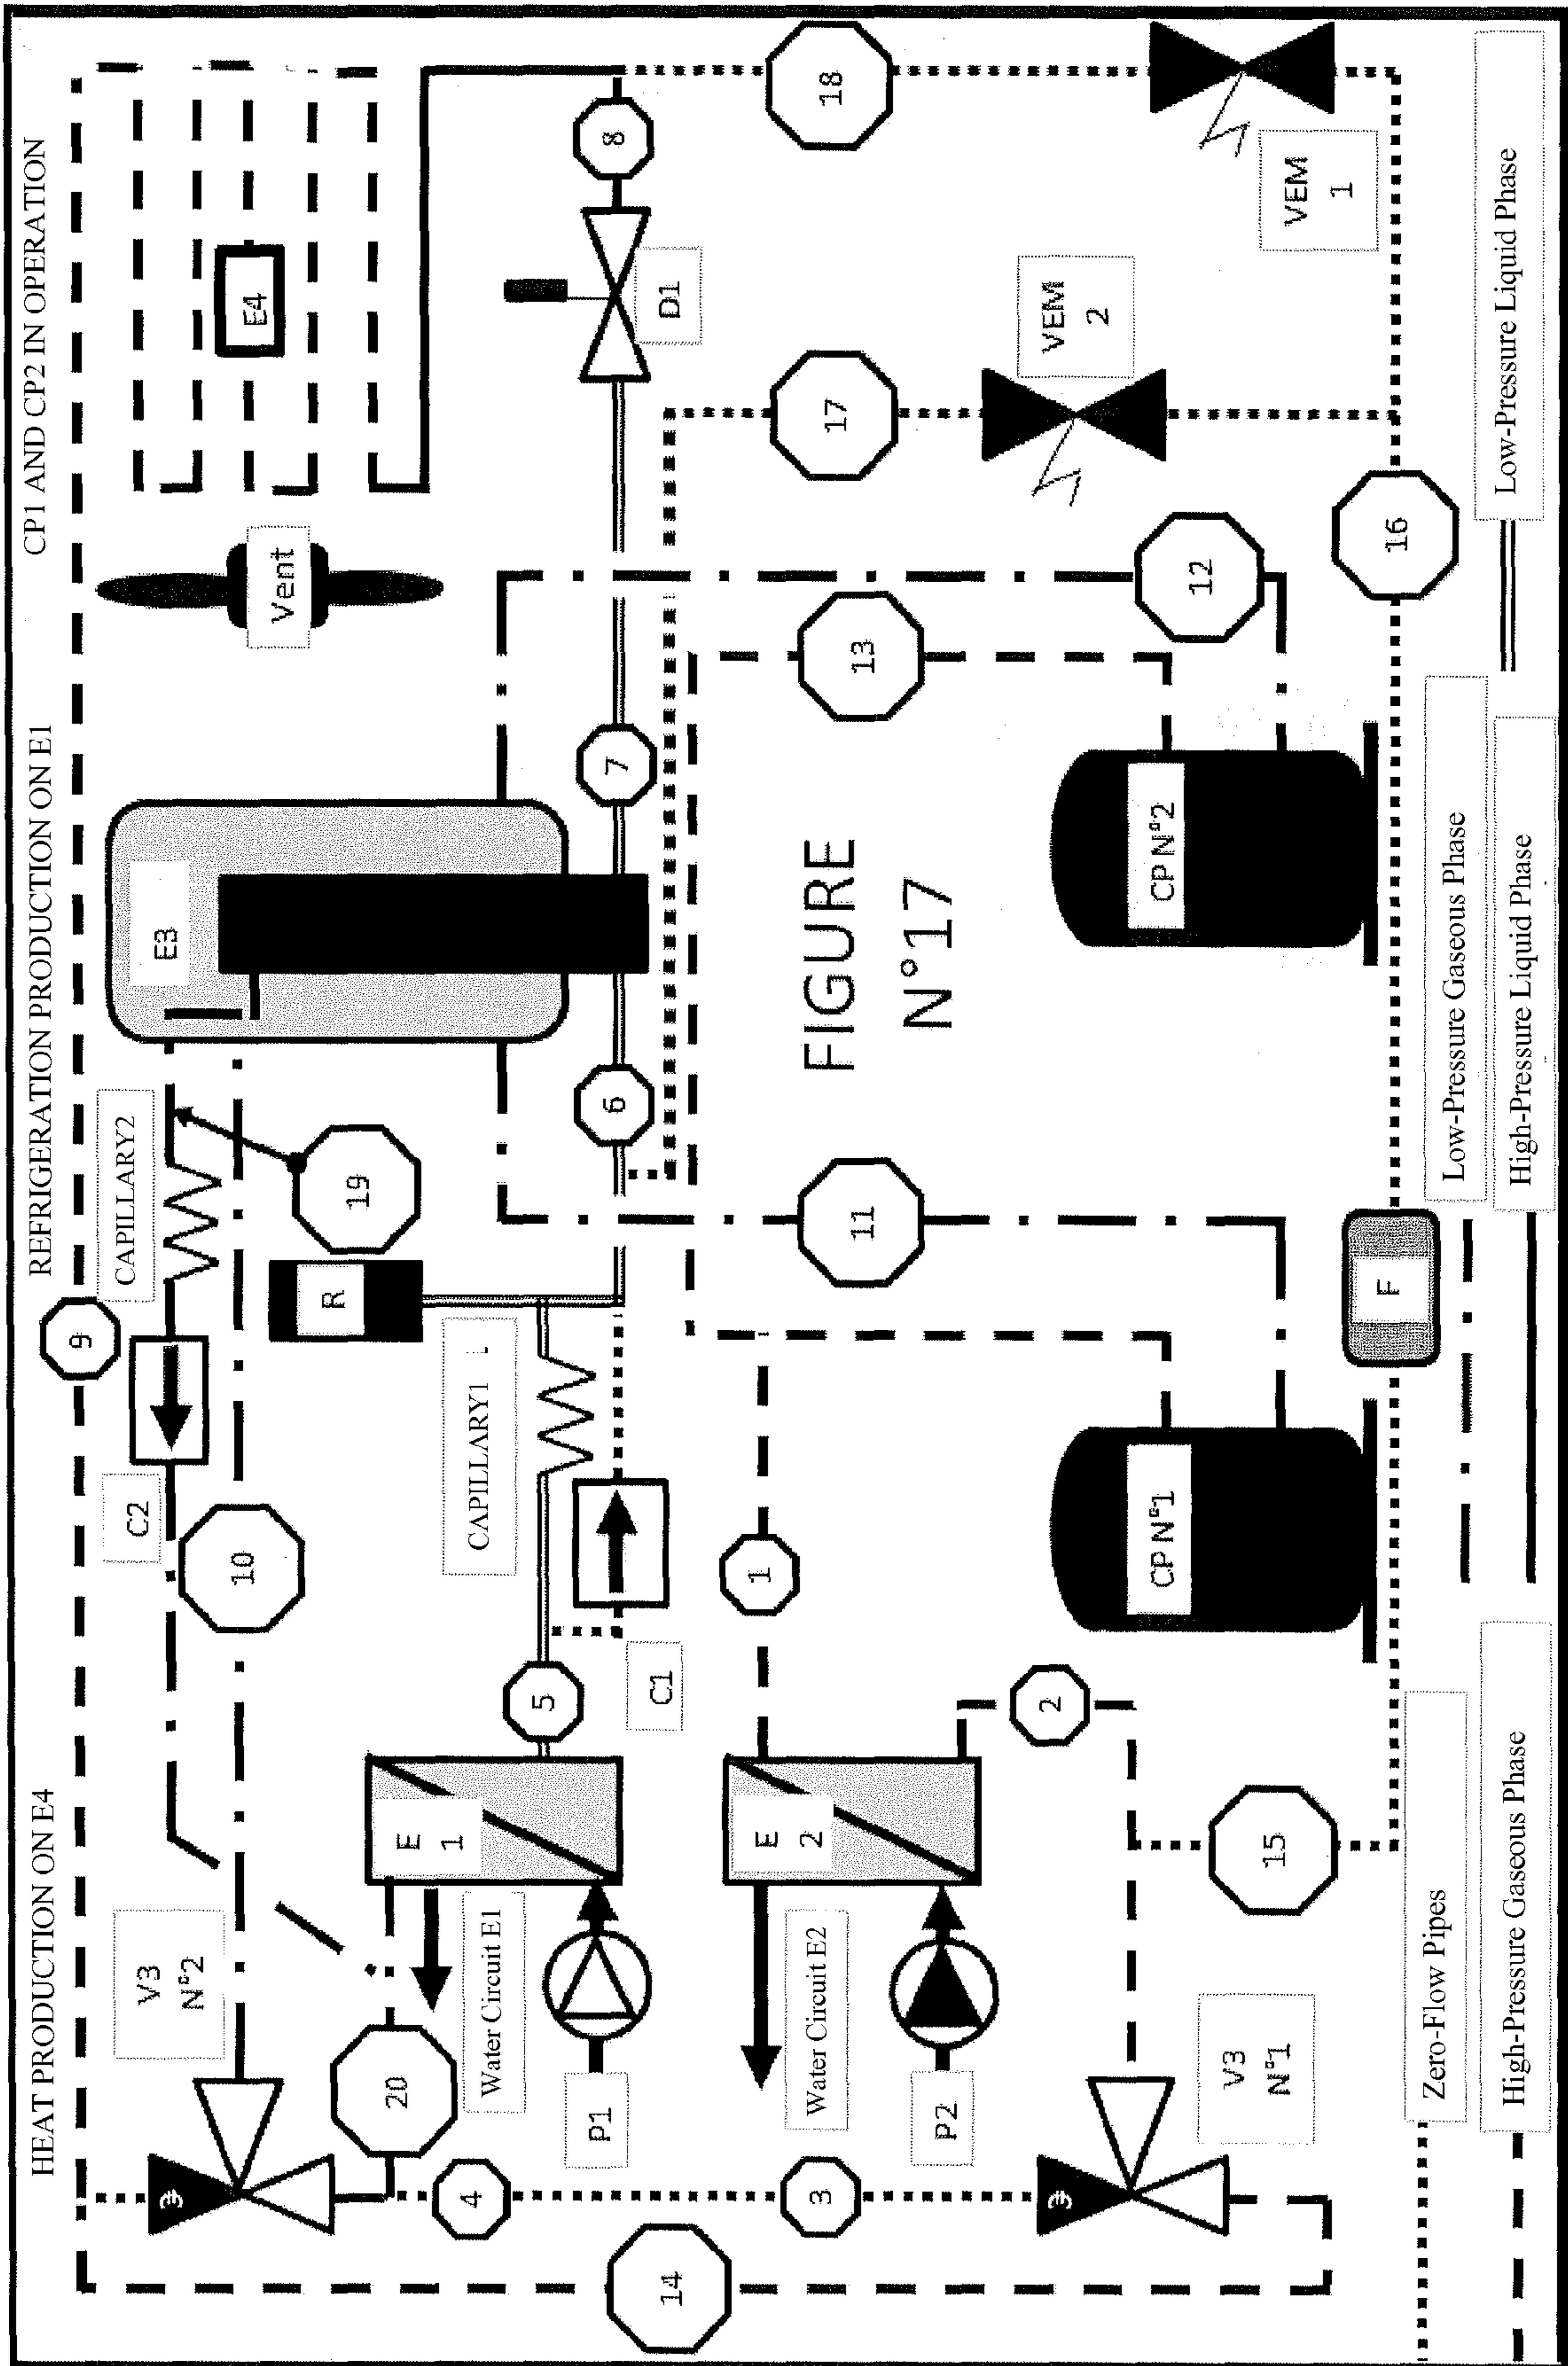 HEAT PRODUCTION ON E4
REFRIGERATION PRODUCTION ON E1
CP1 AND CP2 IN OPERATION
9
V3
N°2
3
C2
10
CAPILLARY2
19
E3
Vent
E4
20
E
1
Water Circuit E1
P1
4
5
CAPILLARY1
R
C1
6
7
D1
8
14
3
E
2
Water Circuit E2
P2
1
2
11
FIGURE
N°17
13
17
18
V3
N°1
3
15
CP N°1
CP N°2
12
VEM
2
VEM
1
F
16
Zero-Flow Pipes
High-Pressure Gaseous Phase
Low-Pressure Gaseous Phase
High-Pressure Liquid Phase
Low-Pressure Liquid Phase